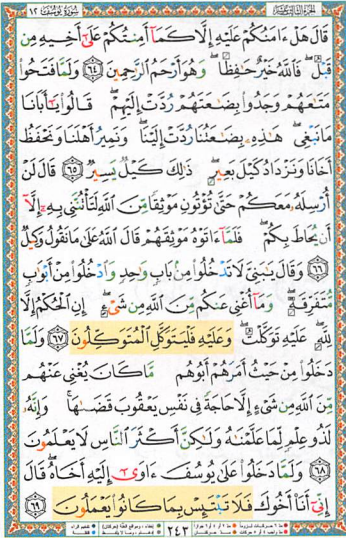 سورة يوسف ١٢
الجزء الثالث عشر
قَالَ هَلْ ءَامَنُكُمْ عَلَيْهِ إِلَّا كَمَآ أَمِنتُكُمْ عَلَىٰٓ أَخِيهِ مِن
قَبْلُ ۖ فَٱللَّهُ خَيْرٌ حَٰفِظًا ۖ وَهُوَ أَرْحَمُ ٱلرَّٰحِمِينَ ٦٤ وَلَمَّا فَتَحُوا۟
مَتَٰعَهُمْ وَجَدُوا۟ بِضَٰعَتَهُمْ رُدَّتْ إِلَيْهِمْ ۖ قَالُوا۟ يَٰٓأَبَانَا
مَا نَبْغِى ۖ هَٰذِهِۦ بِضَٰعَتُنَا رُدَّتْ إِلَيْنَا ۖ وَنَمِيرُ أَهْلَنَا وَنَحْفَظُ
أَخَانَا وَنَزْدَادُ كَيْلَ بَعِيرٍ ۖ ذَٰلِكَ كَيْلٌ يَسِيرٌ ٦٥ قَالَ لَنْ
أُرْسِلَهُۥ مَعَكُمْ حَتَّىٰ تُؤْتُونِ مَوْثِقًا مِّنَ ٱللَّهِ لَتَأْتُنَّنِى بِهِۦٓ إِلَّآ
أَن يُحَاطَ بِكُمْ ۖ فَلَمَّآ ءَاتَوْهُ مَوْثِقَهُمْ قَالَ ٱللَّهُ عَلَىٰ مَا نَقُولُ وَكِيلٌ
٦٦ وَقَالَ يَٰبَنِىَّ لَا تَدْخُلُوا۟ مِنۢ بَابٍ وَٰحِدٍ وَٱدْخُلُوا۟ مِنْ أَبْوَٰبٍ
مُّتَفَرِّقَةٍ ۖ وَمَآ أُغْنِى عَنكُم مِّنَ ٱللَّهِ مِن شَىْءٍ ۖ إِنِ ٱلْحُكْمُ إِلَّا
لِلَّهِ ۖ عَلَيْهِ تَوَكَّلْتُ ۖ وَعَلَيْهِ فَلْيَتَوَكَّلِ ٱلْمُتَوَكِّلُونَ ٦٧ وَلَمَّا
دَخَلُوا۟ مِنْ حَيْثُ أَمَرَهُمْ أَبُوهُم مَّا كَانَ يُغْنِى عَنْهُم
مِّنَ ٱللَّهِ مِن شَىْءٍ إِلَّا حَاجَةً فِى نَفْسِ يَعْقُوبَ قَضَىٰهَا ۚ وَإِنَّهُۥ
لَذُو عِلْمٍ لِّمَا عَلَّمْنَٰهُ وَلَٰكِنَّ أَكْثَرَ ٱلنَّاسِ لَا يَعْلَمُونَ
٦٨ وَلَمَّا دَخَلُوا۟ عَلَىٰ يُوسُفَ ءَاوَىٰٓ إِلَيْهِ أَخَاهُ ۖ قَالَ
إِنِّىٓ أَنَا۠ أَخُوكَ فَلَا تَبْتَئِسْ بِمَا كَانُوا۟ يَعْمَلُونَ ٦٩
٢٤٢